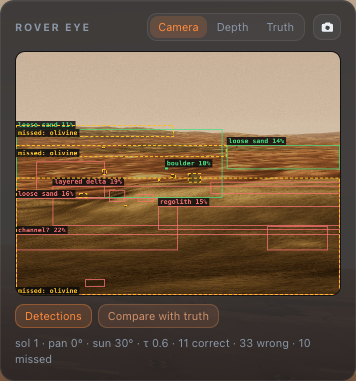 ROVER EYE
Camera
Depth
Truth
loose sand 11%
missed: olivine
loose sand 14%
missed: olivine
boulder 10%
layered delta 19%
loose sand 16%
regolith 15%
channel? 22%
missed: olivine
Detections
Compare with truth
sol 1 · pan 0° · sun 30° · τ 0.6 · 11 correct · 33 wrong · 10
missed